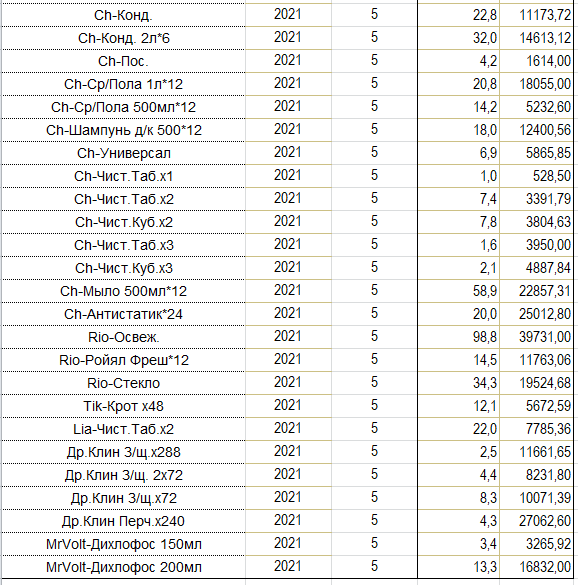 Ch-Конд. 2021 5 22,8 11173,72
Ch-Конд. 2л*6 2021 5 32,0 14613,12
Ch-Пос. 2021 5 4,2 1614,00
Ch-Ср/Пола 1л*12 2021 5 20,8 18055,00
Ch-Ср/Пола 500мл*12 2021 5 14,2 5232,60
Ch-Шампунь д/к 500*12 2021 5 18,0 12400,56
Ch-Универсал 2021 5 6,9 5865,85
Ch-Чист.Таб.x1 2021 5 1,0 528,50
Ch-Чист.Таб.x2 2021 5 7,4 3391,79
Ch-Чист.Куб.x2 2021 5 7,8 3804,63
Ch-Чист.Таб.x3 2021 5 1,6 3950,00
Ch-Чист.Куб.x3 2021 5 2,1 4887,84
Ch-Мыло 500мл*12 2021 5 58,9 22857,31
Ch-Антистатик*24 2021 5 20,0 25012,80
Rio-Освеж. 2021 5 98,8 39731,00
Rio-Ройял Фреш*12 2021 5 14,5 11763,06
Rio-Стекло 2021 5 34,3 19524,68
Tik-Крот x48 2021 5 12,1 5672,59
Lia-Чист.Таб.x2 2021 5 22,0 7785,36
Др.Клин З/щ.x288 2021 5 2,5 11661,65
Др.Клин З/щ. 2x72 2021 5 4,4 8231,80
Др.Клин З/щ.x72 2021 5 8,3 10071,39
Др.Клин Перч.x240 2021 5 4,3 27062,60
MrVolt-Дихлофос 150мл 2021 5 3,4 3265,92
MrVolt-Дихлофос 200мл 2021 5 13,3 16832,00